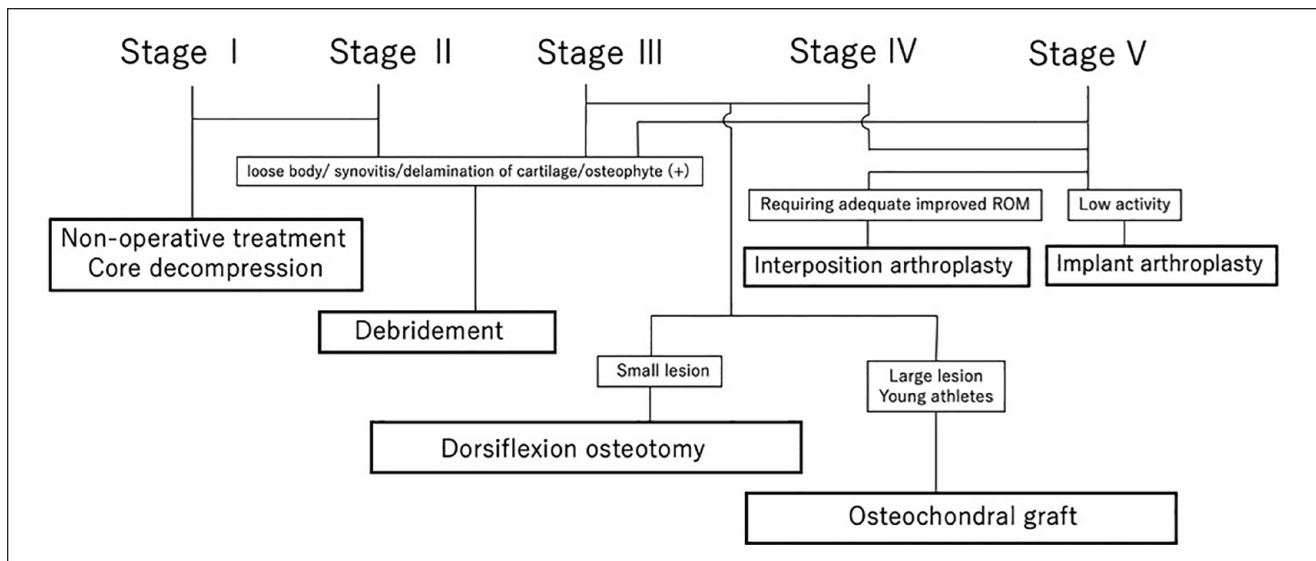 Stage I
Stage II
Stage III
Stage IV
Stage V
loose body/ synovitis/delamination of cartilage/osteophyte (+)
Requiring adequate improved ROM
Low activity
Non-operative treatment
Core decompression
Interposition arthroplasty
Implant arthroplasty
Debridement
Small lesion
Large lesion
Young athletes
Dorsiflexion osteotomy
Osteochondral graft